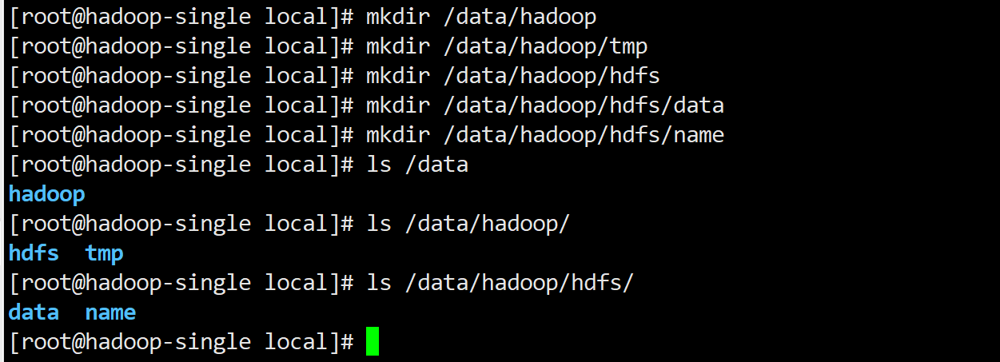 [root@hadoop-single local]# mkdir /data/hadoop
[root@hadoop-single local]# mkdir /data/hadoop/tmp
[root@hadoop-single local]# mkdir /data/hadoop/hdfs
[root@hadoop-single local]# mkdir /data/hadoop/hdfs/data
[root@hadoop-single local]# mkdir /data/hadoop/hdfs/name
[root@hadoop-single local]# ls /data
hadoop
[root@hadoop-single local]# ls /data/hadoop/
hdfs  tmp
[root@hadoop-single local]# ls /data/hadoop/hdfs/
data  name
[root@hadoop-single local]#